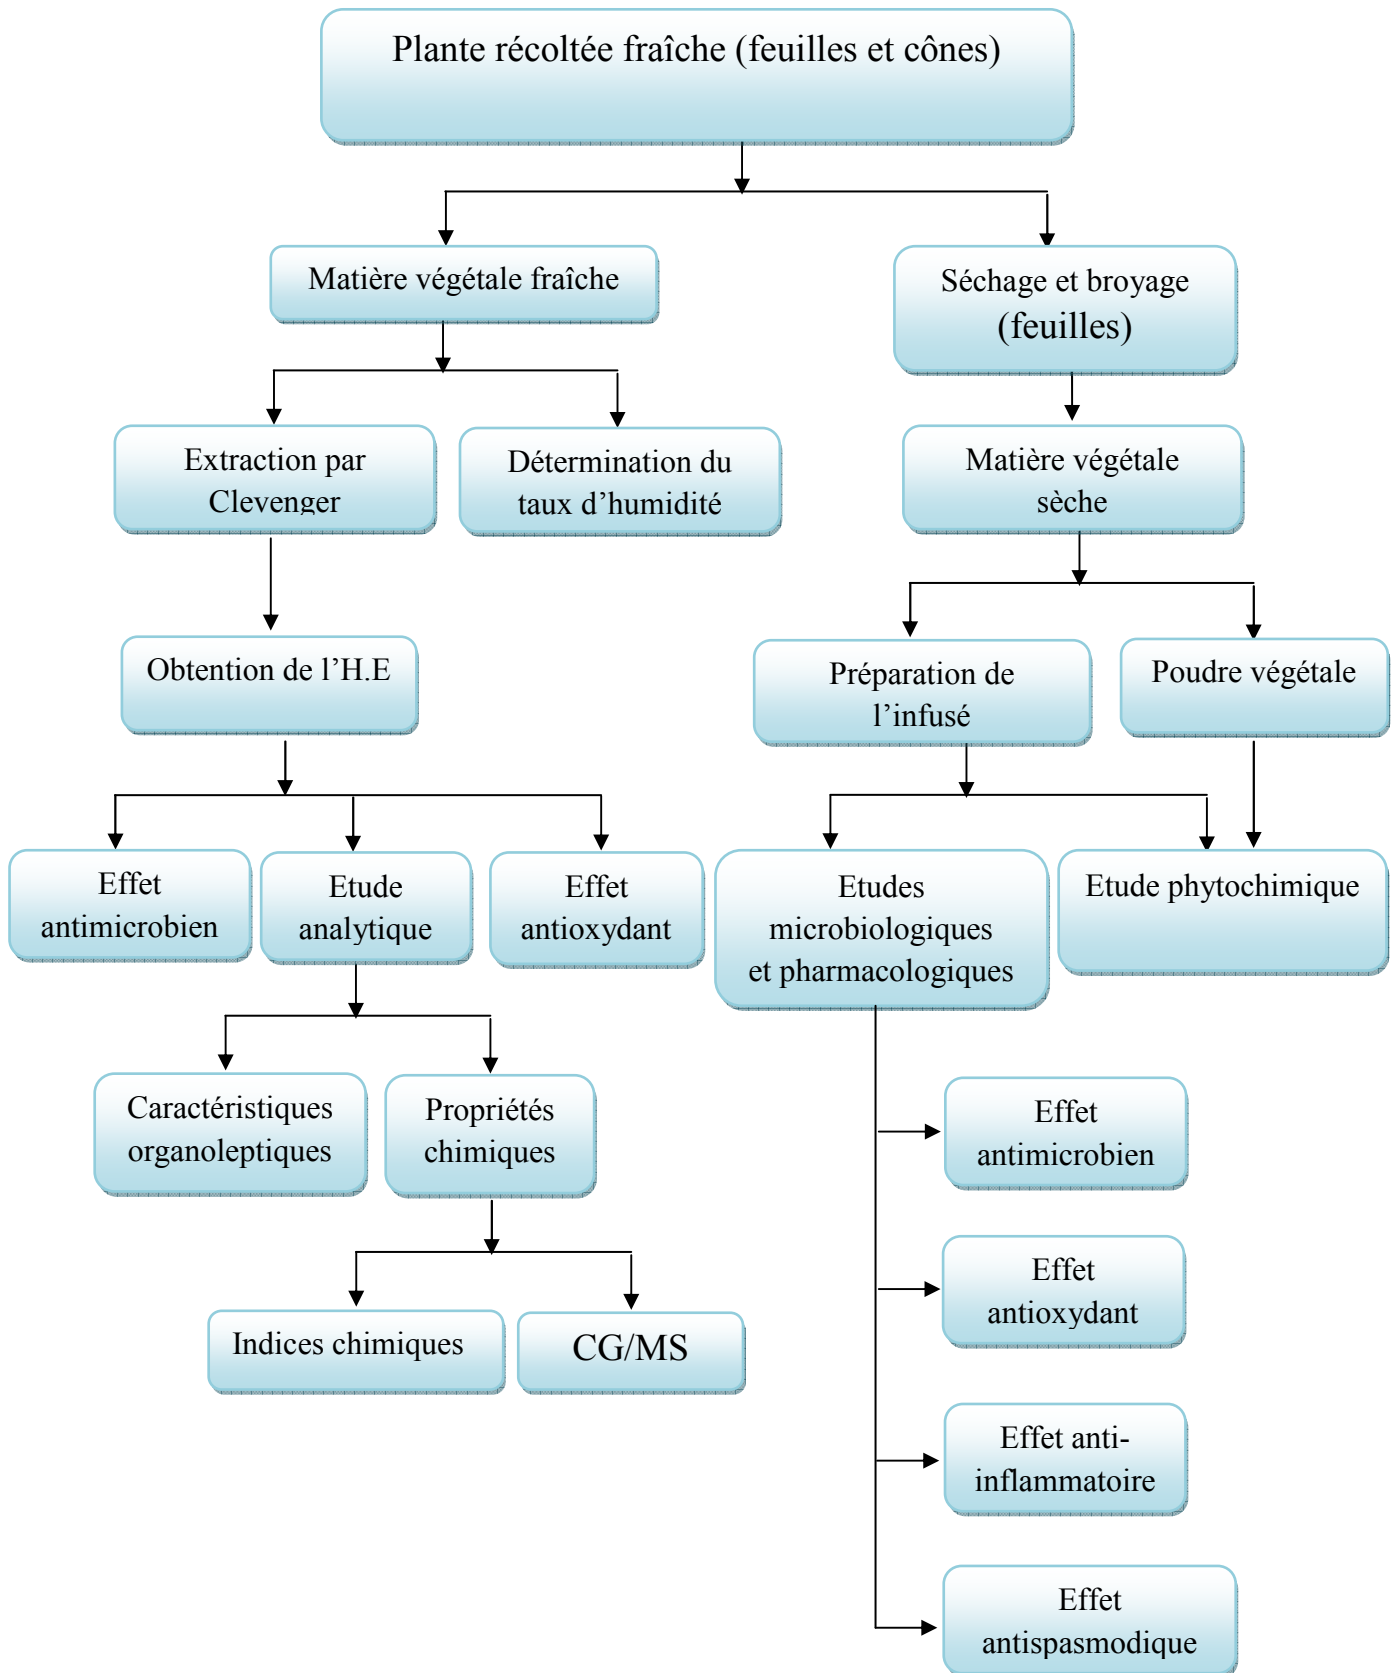 Plante récoltée fraîche (feuilles et cônes)
Matière végétale fraîche
Séchage et broyage
(feuilles)
Extraction par
Clevenger
Détermination du
taux d’humidité
Matière végétale
sèche
Obtention de l’H.E
Préparation de
l’infusé
Poudre végétale
Effet
antimicrobien
Etude
analytique
Effet
antioxydant
Etudes
microbiologiques
et pharmacologiques
Etude phytochimique
Caractéristiques
organoleptiques
Propriétés
chimiques
Effet
antimicrobien
Effet
antioxydant
Indices chimiques
CG/MS
Effet anti-
inflammatoire
Effet
antispasmodique